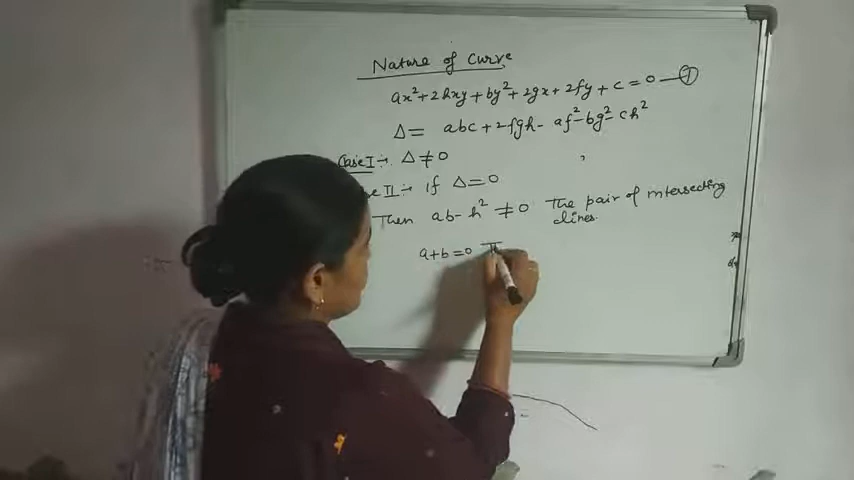 Nature of Curve
ax²+2hxy+by²+2gx+2fy+c=0 — ①
Δ= abc+2fgh-af²-bg²-ch²
Case I :- Δ≠0
se II :- if Δ=0
Then ab-h²≠0 The pair of intersecting
lines.
a+b=0